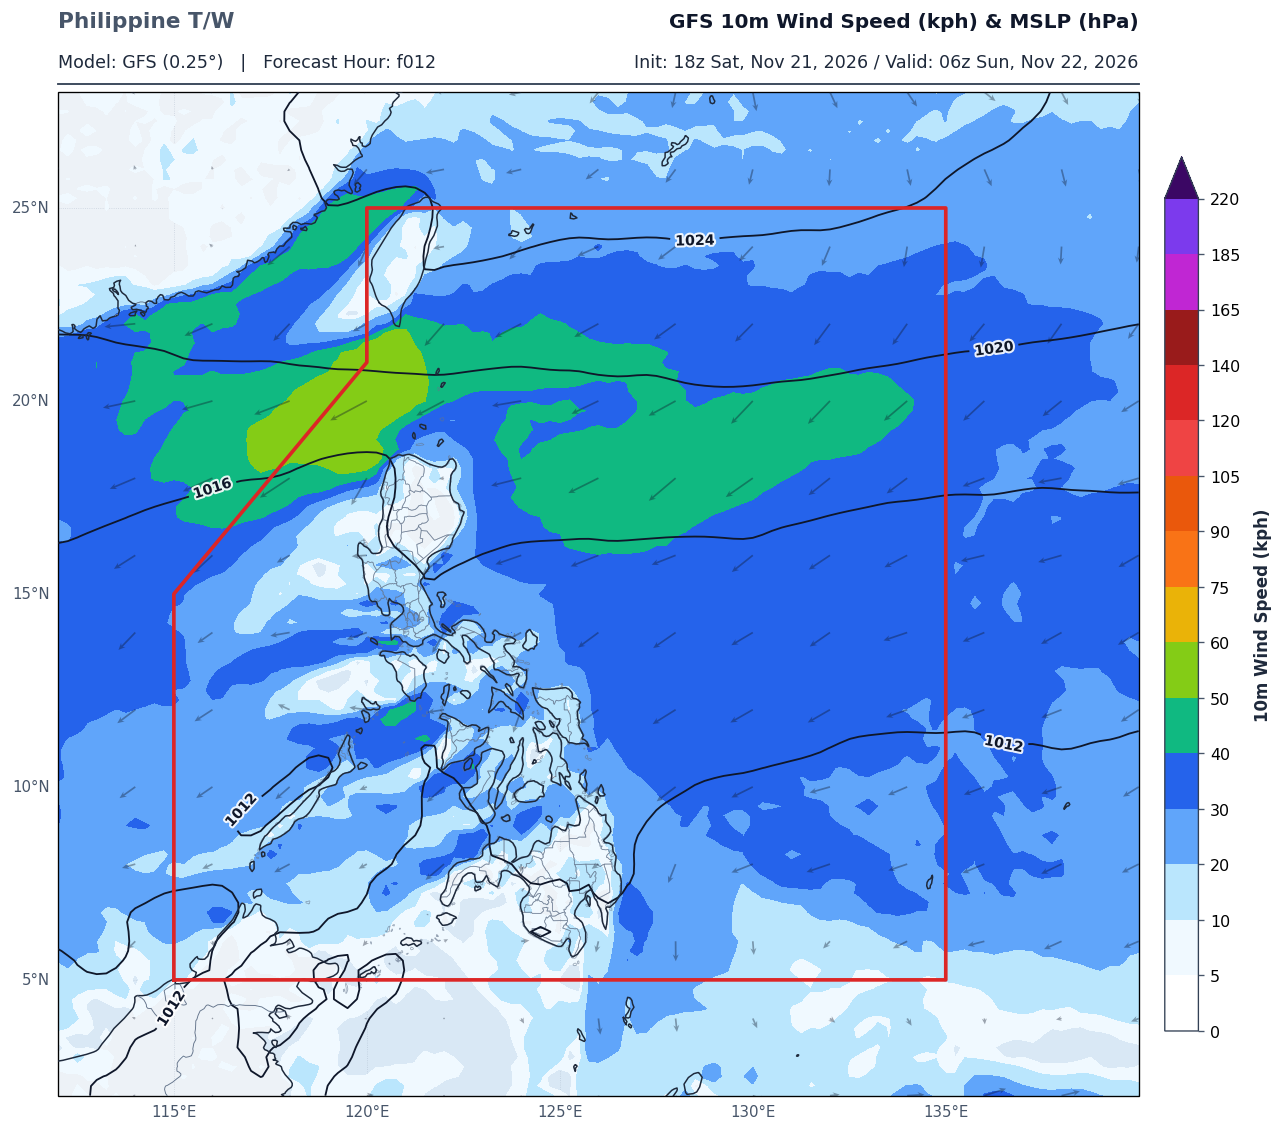 Philippine T/W
GFS 10m Wind Speed (kph) & MSLP (hPa)
Model: GFS (0.25°)   |   Forecast Hour: f012
Init: 18z Sat, Nov 21, 2026 / Valid: 06z Sun, Nov 22, 2026
25°N
20°N
15°N
10°N
5°N
115°E
120°E
125°E
130°E
135°E
1024
1020
1016
1012
1012
1012
220
185
165
140
120
105
90
75
60
50
40
30
20
10
5
0
10m Wind Speed (kph)